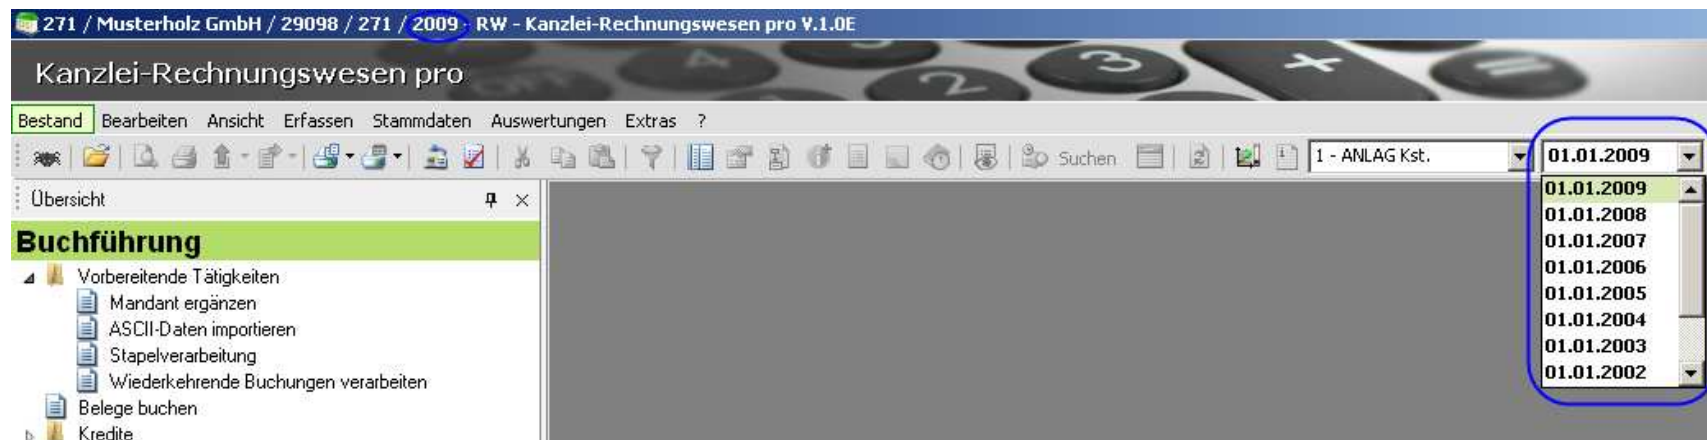 271 / Musterholz GmbH / 29098 / 271 / 2009 - RW - Kanzlei-Rechnungswesen pro V.1.0E
Kanzlei-Rechnungswesen pro
Bestand Bearbeiten Ansicht Erfassen Stammdaten Auswertungen Extras ?
Suchen 1 - ANLAG Kst. 01.01.2009
Übersicht
01.01.2009
01.01.2008
01.01.2007
01.01.2006
01.01.2005
01.01.2004
01.01.2003
01.01.2002
Buchführung
Vorbereitende Tätigkeiten
Mandant ergänzen
ASCII-Daten importieren
Stapelverarbeitung
Wiederkehrende Buchungen verarbeiten
Belege buchen
Kredite